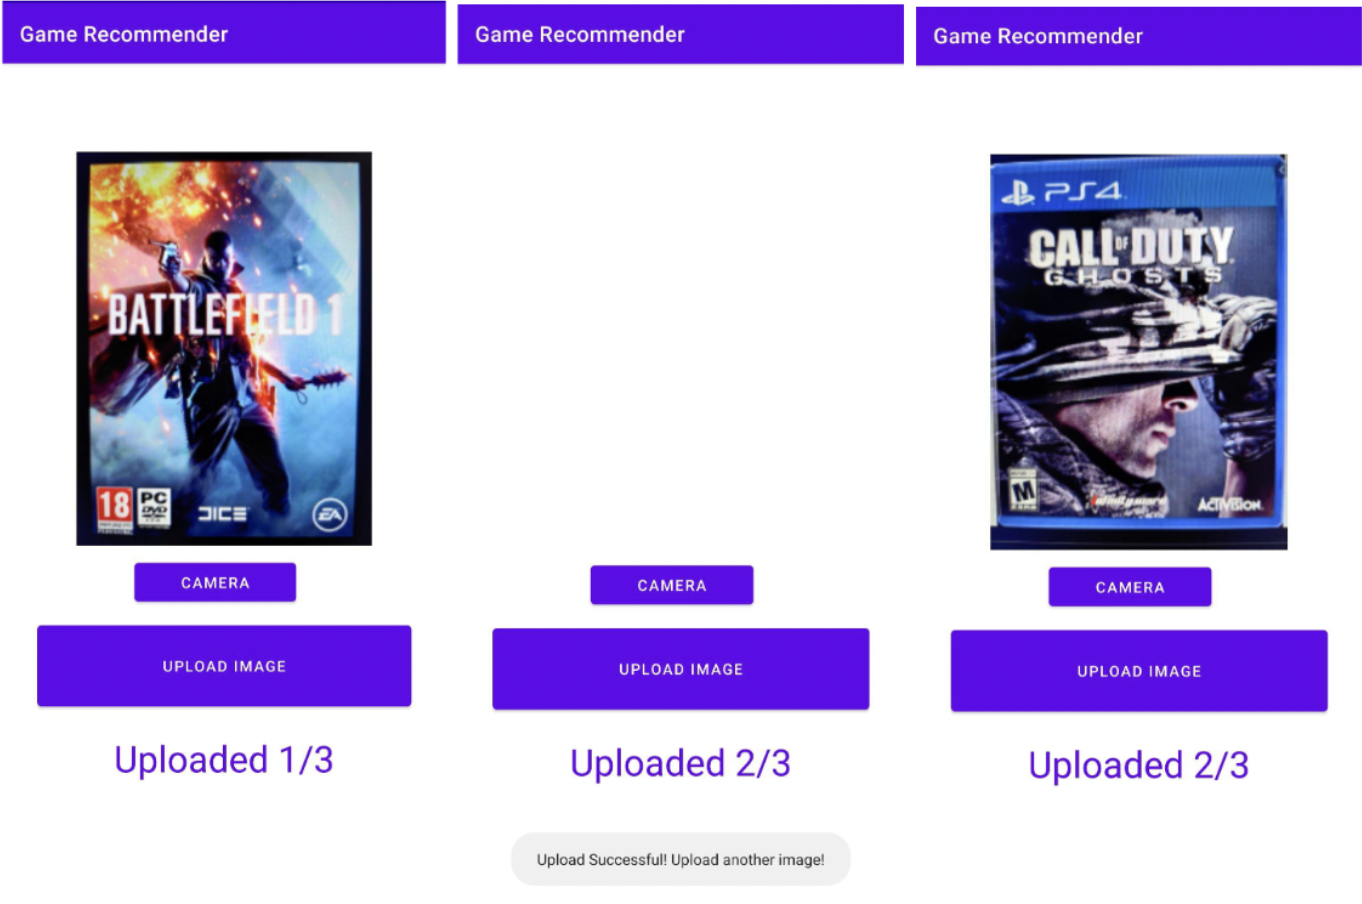 Game Recommender
BATTLEFIELD 1
18
PC
DVD
DICE
EA
CAMERA
UPLOAD IMAGE
Uploaded 1/3
Game Recommender
CAMERA
UPLOAD IMAGE
Uploaded 2/3
Upload Successful! Upload another image!
Game Recommender
PS4
CALL OF DUTY
GHOSTS
M
Infinity Ward
ACTIVISION
CAMERA
UPLOAD IMAGE
Uploaded 2/3